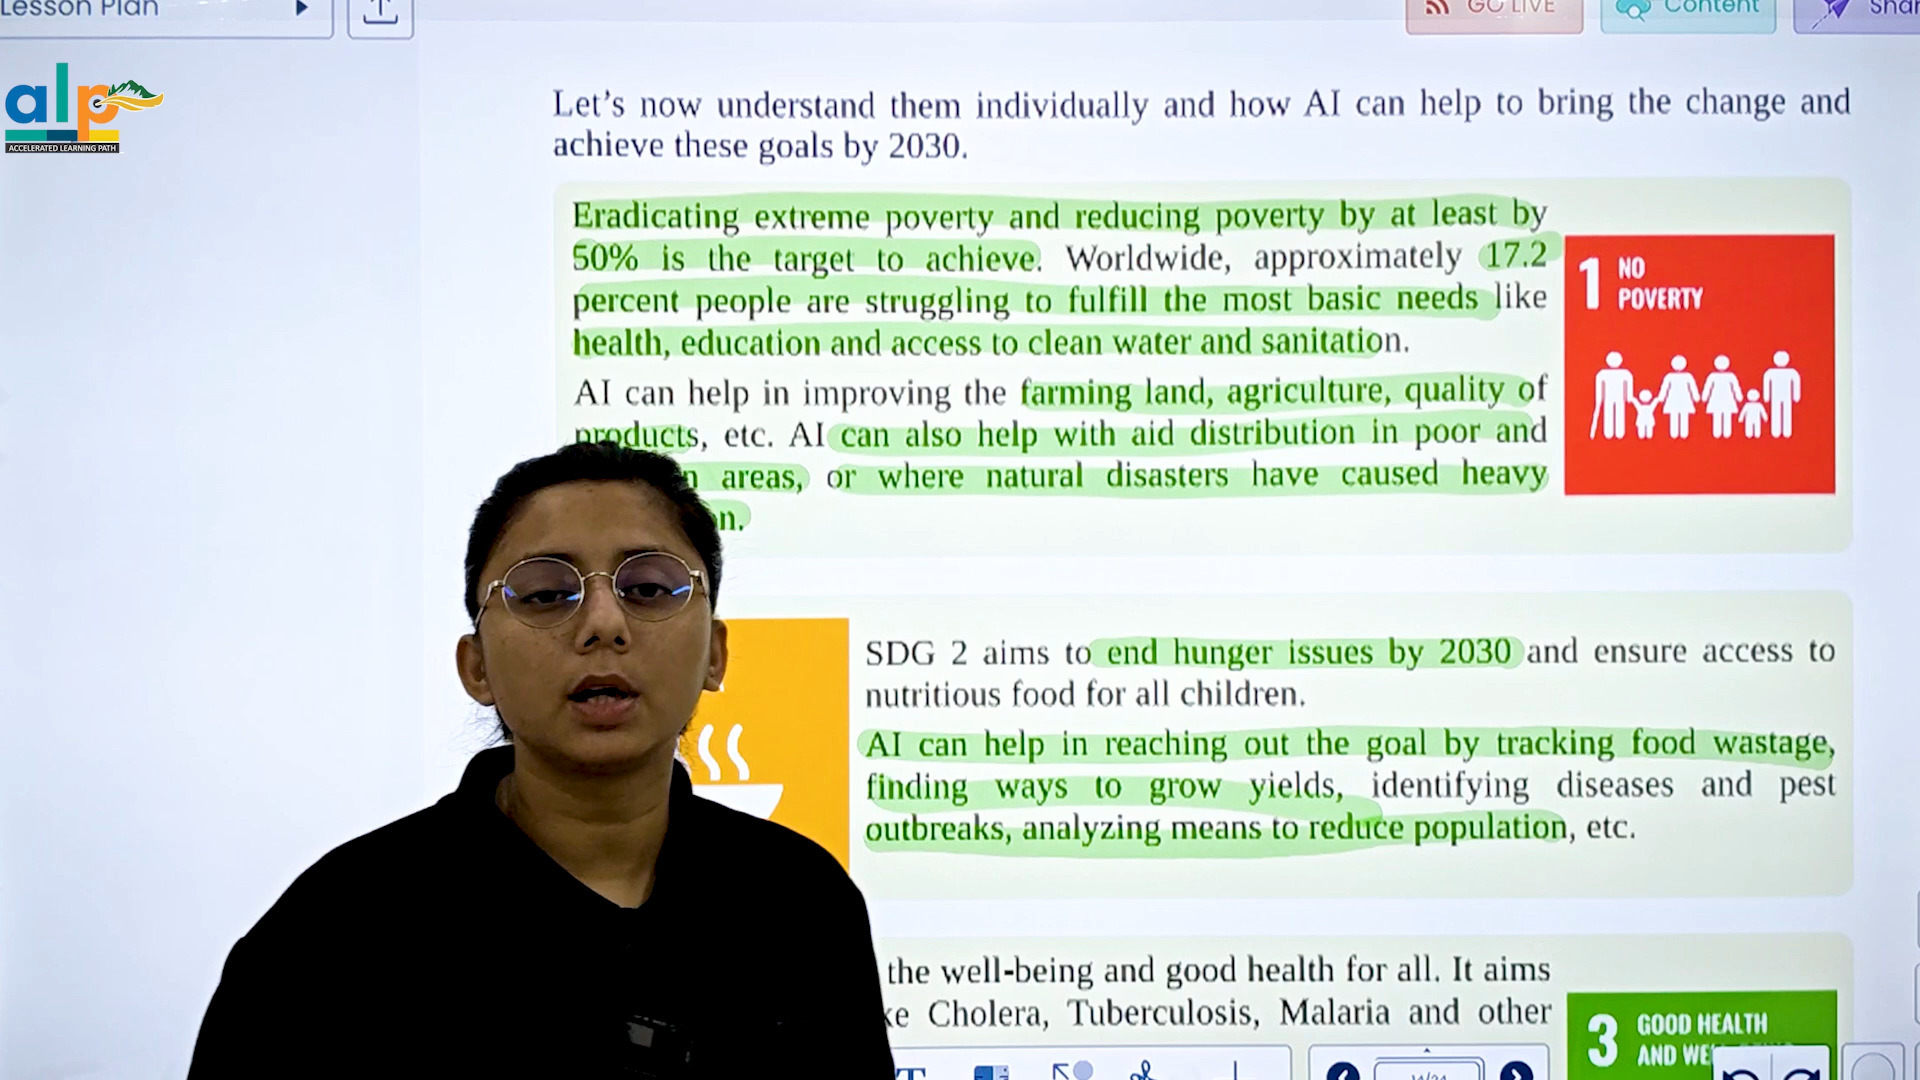 Lesson Plan
GO LIVE
Content
alp
ACCELERATED LEARNING PATH
Let's now understand them individually and how AI can help to bring the change and
achieve these goals by 2030.
Eradicating extreme poverty and reducing poverty by at least by
50% is the target to achieve. Worldwide, approximately 17.2
percent people are struggling to fulfill the most basic needs like
health, education and access to clean water and sanitation.
AI can help in improving the farming land, agriculture, quality of
products, etc. AI can also help with aid distribution in poor and
areas, or where natural disasters have caused heavy
1 NO
POVERTY
SDG 2 aims to end hunger issues by 2030 and ensure access to
nutritious food for all children.
AI can help in reaching out the goal by tracking food wastage,
finding ways to grow yields, identifying diseases and pest
outbreaks, analyzing means to reduce population, etc.
the well-being and good health for all. It aims
Cholera, Tuberculosis, Malaria and other
3 GOOD HEALTH
AND